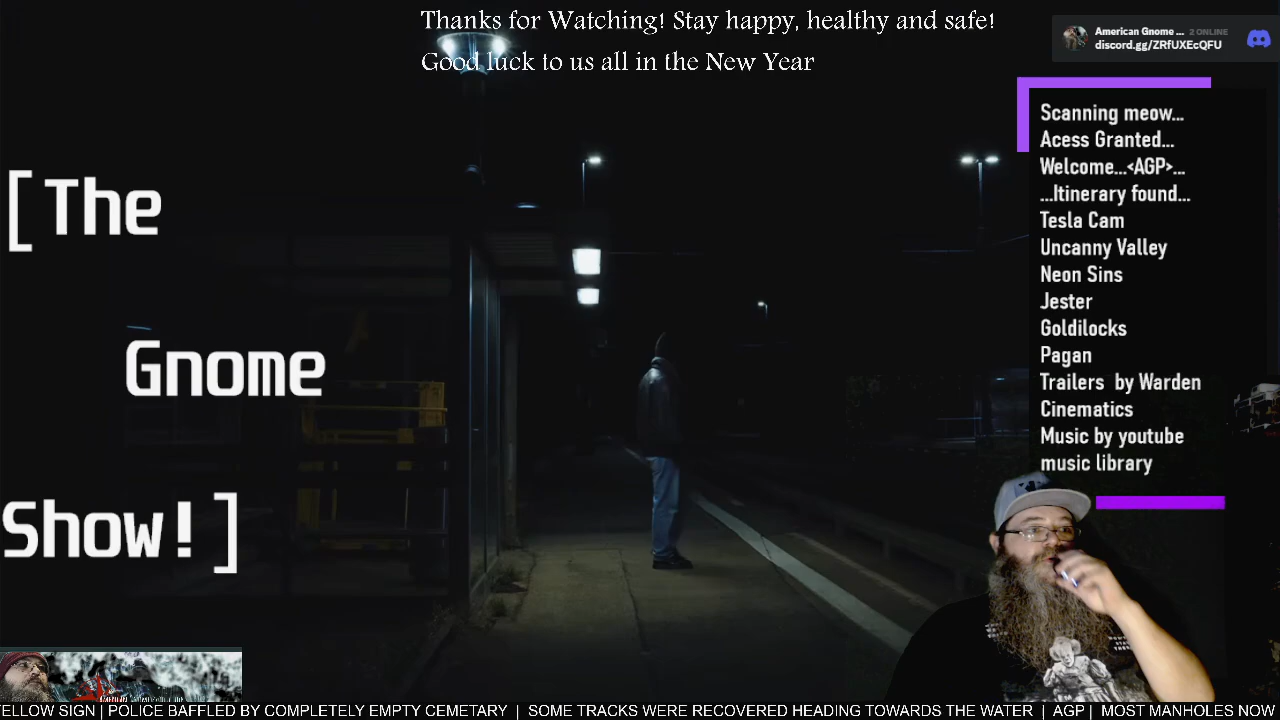 Thanks for Watching! Stay happy, healthy and safe!
Good luck to us all in the New Year
American Gnome ... 2 ONLINE
discord.gg/ZRfUXEcQFU
[The
Gnome
Show!]
Scanning meow...
Acess Granted...
Welcome...<AGP>...
...Itinerary found...
Tesla Cam
Uncanny Valley
Neon Sins
Jester
Goldilocks
Pagan
Trailers by Warden
Cinematics
Music by youtube
music library
ELLOW SIGN | POLICE BAFFLED BY COMPLETELY EMPTY CEMETARY | SOME TRACKS WERE RECOVERED HEADING TOWARDS THE WATER | AGP | MOST MANHOLES NOW